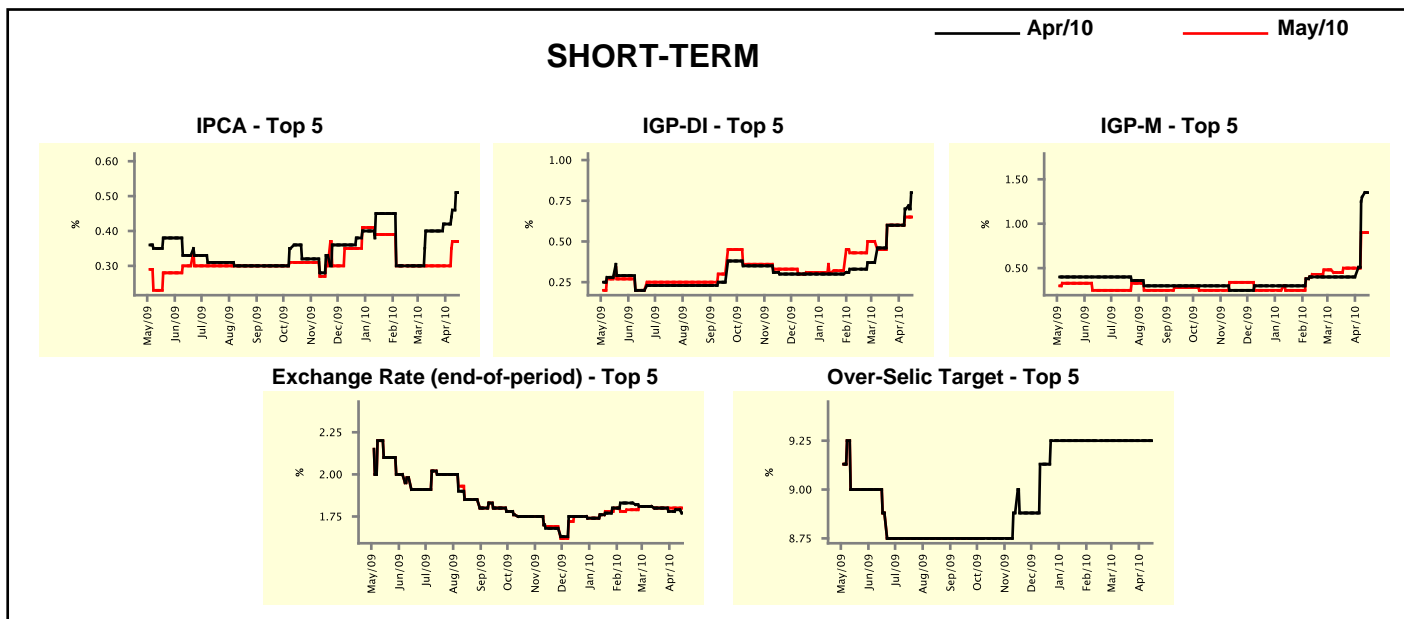 Apr/10 May/10
SHORT-TERM
IPCA - Top 5
0.60
0.50
0.40
0.30
%
May/09 Jun/09 Jul/09 Aug/09 Sep/09 Oct/09 Nov/09 Dec/09 Jan/10 Feb/10 Mar/10 Apr/10
IGP-DI - Top 5
1.00
0.75
0.50
0.25
%
May/09 Jun/09 Jul/09 Aug/09 Sep/09 Oct/09 Nov/09 Dec/09 Jan/10 Feb/10 Mar/10 Apr/10
IGP-M - Top 5
1.50
1.00
0.50
%
May/09 Jun/09 Jul/09 Aug/09 Sep/09 Oct/09 Nov/09 Dec/09 Jan/10 Feb/10 Mar/10 Apr/10
Exchange Rate (end-of-period) - Top 5
2.25
2.00
1.75
%
May/09 Jun/09 Jul/09 Aug/09 Sep/09 Oct/09 Nov/09 Dec/09 Jan/10 Feb/10 Mar/10 Apr/10
Over-Selic Target - Top 5
9.25
9.00
8.75
%
May/09 Jun/09 Jul/09 Aug/09 Sep/09 Oct/09 Nov/09 Dec/09 Jan/10 Feb/10 Mar/10 Apr/10